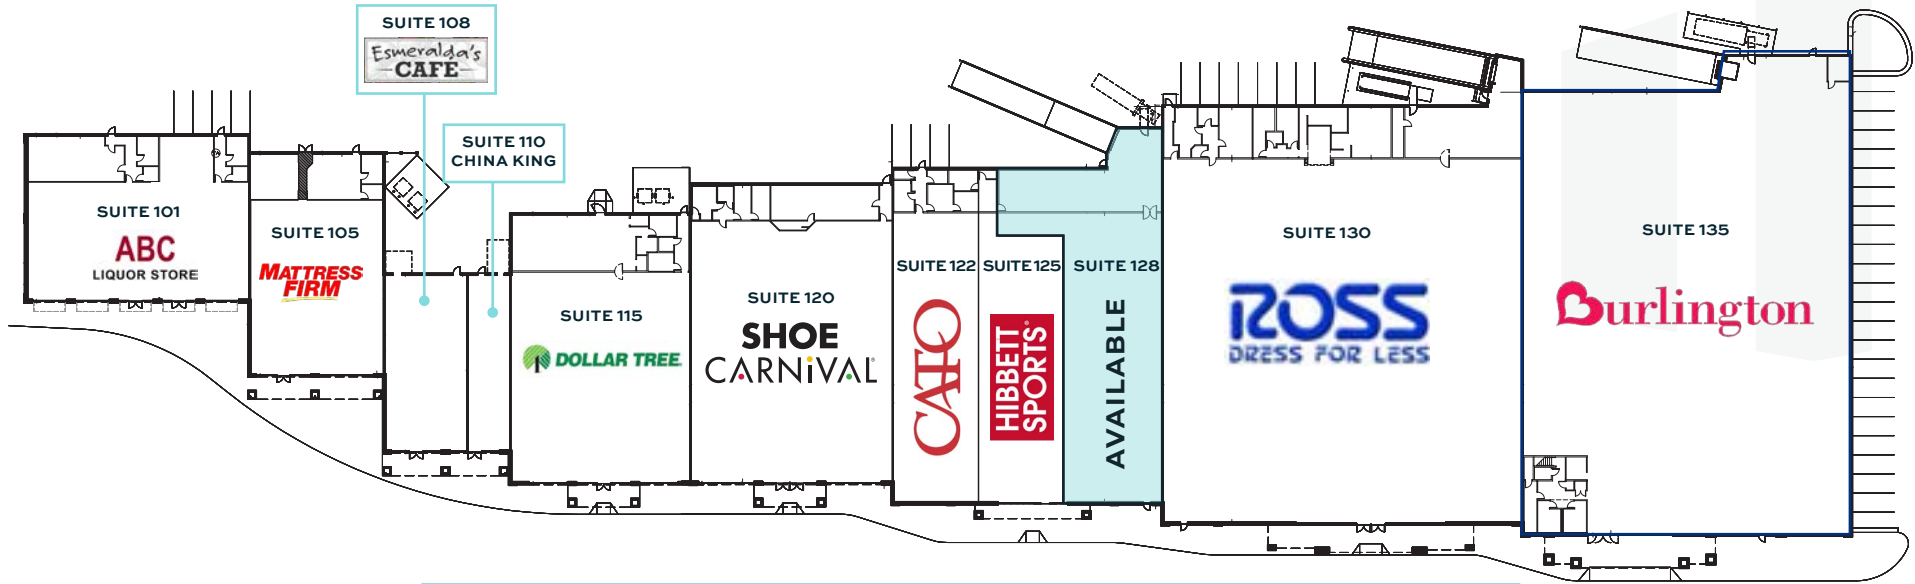 SUITE 108
Esmeralda's
CAFE
SUITE 110
CHINA KING
SUITE 101
ABC
LIQUOR STORE
SUITE 105
MATTRESS
FIRM
SUITE 115
DOLLAR TREE
SUITE 120
SHOE
CARNiVAL
SUITE 122
CATO
SUITE 125
HIBBETT
SPORTS
SUITE 128
AVAILABLE
SUITE 130
ROSS
DRESS FOR LESS
SUITE 135
Burlington